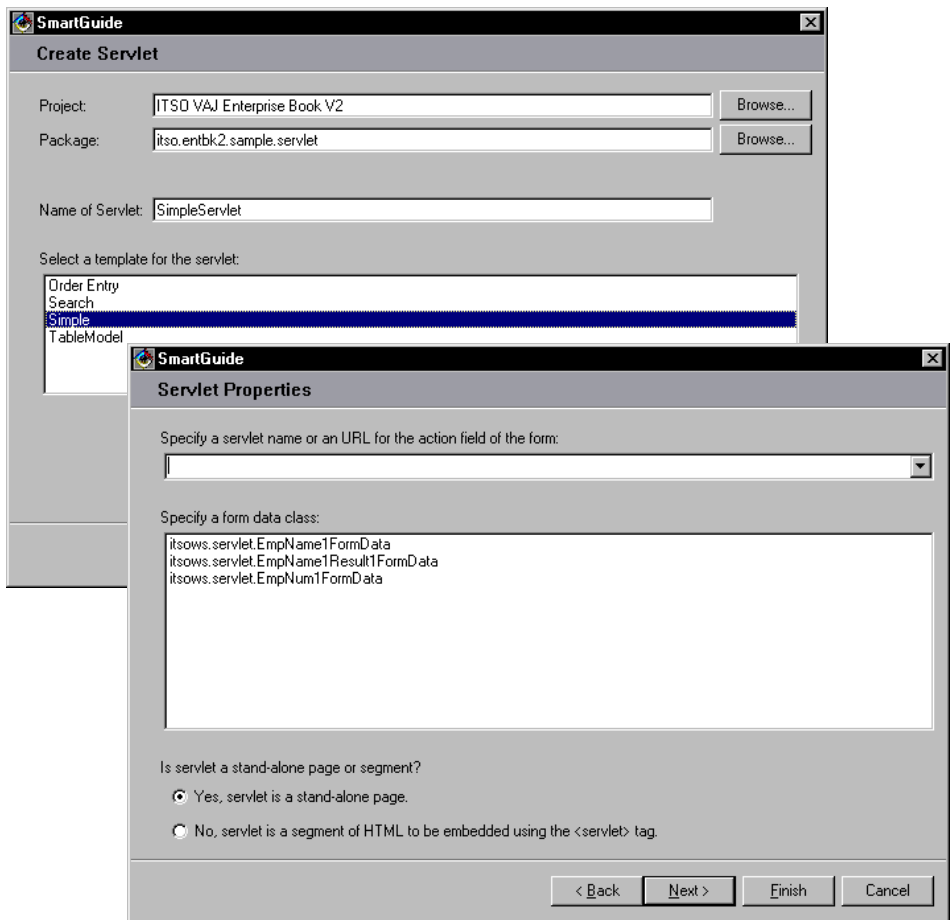 SmartGuide
Create Servlet
Project: ITSO VAJ Enterprise Book V2 Browse...
Package: itso.entbk2.sample.servlet Browse...
Name of Servlet: SimpleServlet
Select a template for the servlet:
Order Entry
Search
Simple
TableModel
SmartGuide
Servlet Properties
Specify a servlet name or an URL for the action field of the form:
Specify a form data class:
itsows.servlet.EmpName1FormData
itsows.servlet.EmpName1Result1FormData
itsows.servlet.EmpNum1FormData
Is servlet a stand-alone page or segment?
Yes, servlet is a stand-alone page.
No, servlet is a segment of HTML to be embedded using the <servlet> tag.
< Back Next > Finish Cancel